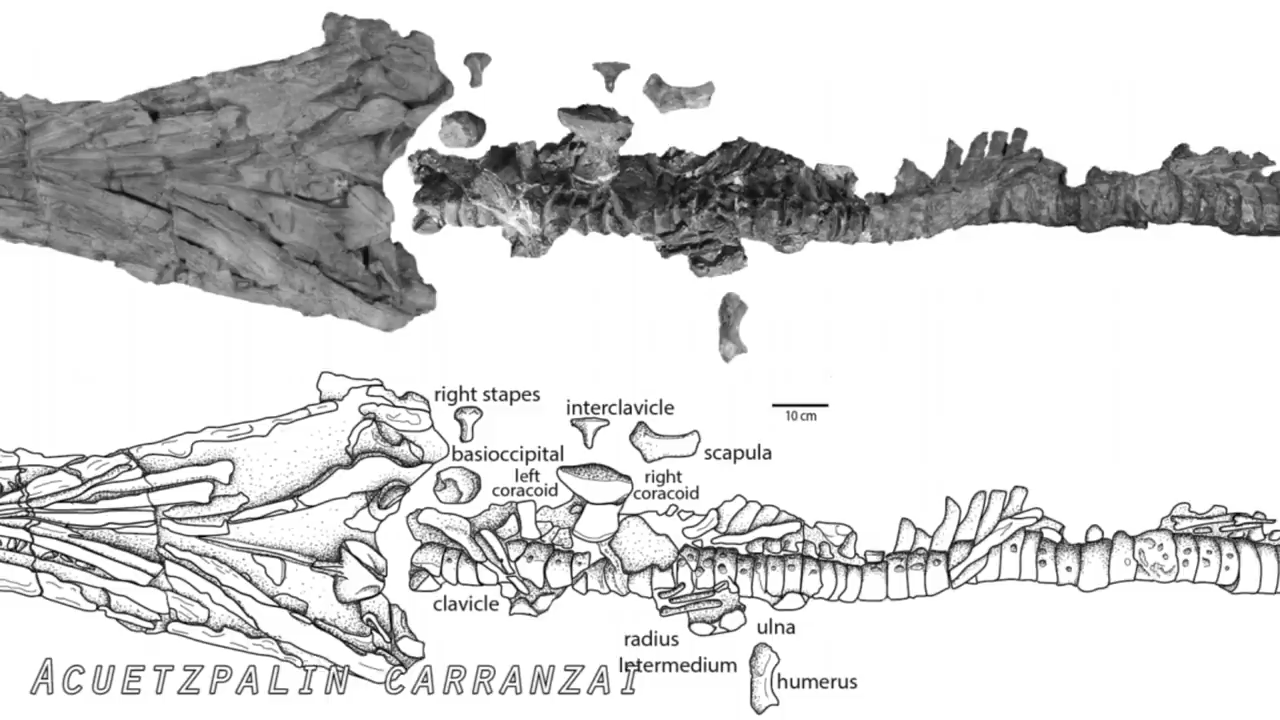 right stapes
interclavicle
10 cm
basioccipital
scapula
left
coracoid
right
coracoid
clavicle
ulna
radius
Intermedium
humerus
ACUETZPALIN CARRANZAI